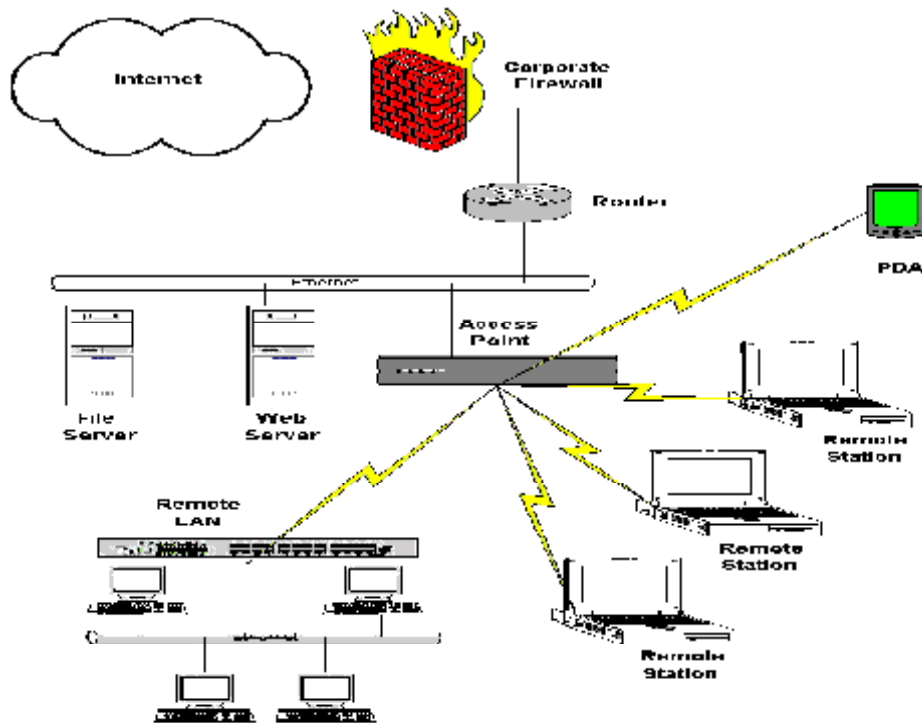 Internet
Corporate
Firewall
Router
PDA
Ethernet
Access
Point
File
Server
Web
Server
Remote
Station
Remote
LAN
Remote
Station
Ethernet
Remote
Station